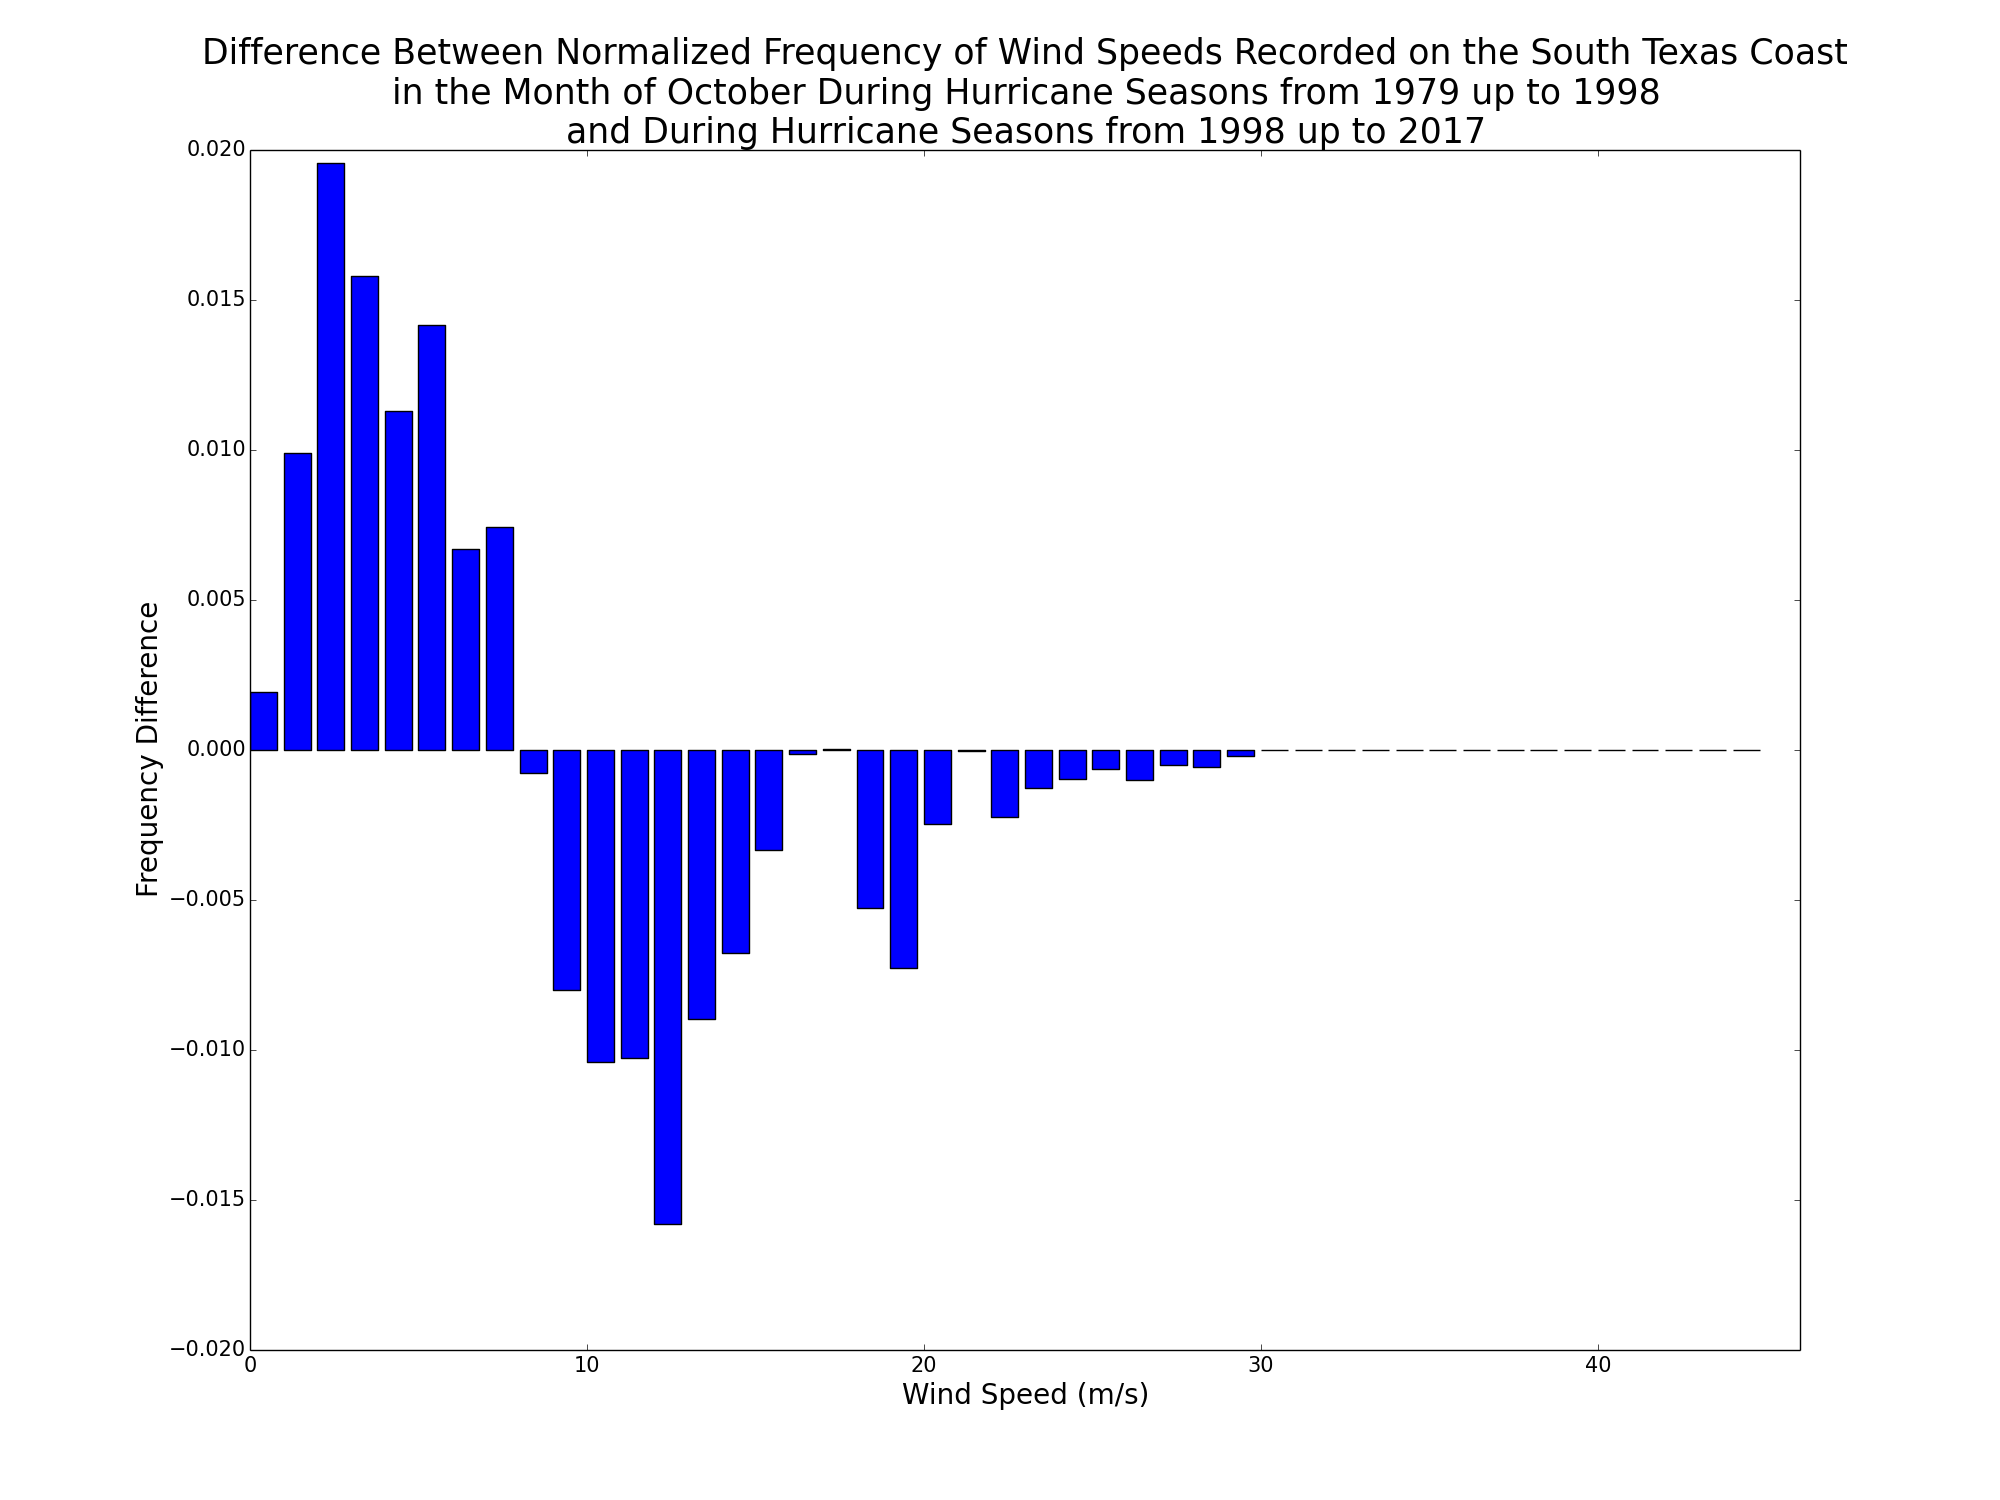 Difference Between Normalized Frequency of Wind Speeds Recorded on the South Texas Coast
in the Month of October During Hurricane Seasons from 1979 up to 1998
and During Hurricane Seasons from 1998 up to 2017
0.020
0.015
0.010
0.005
0.000
−0.005
−0.010
−0.015
−0.020
Frequency Difference
0 10 20 30 40
Wind Speed (m/s)